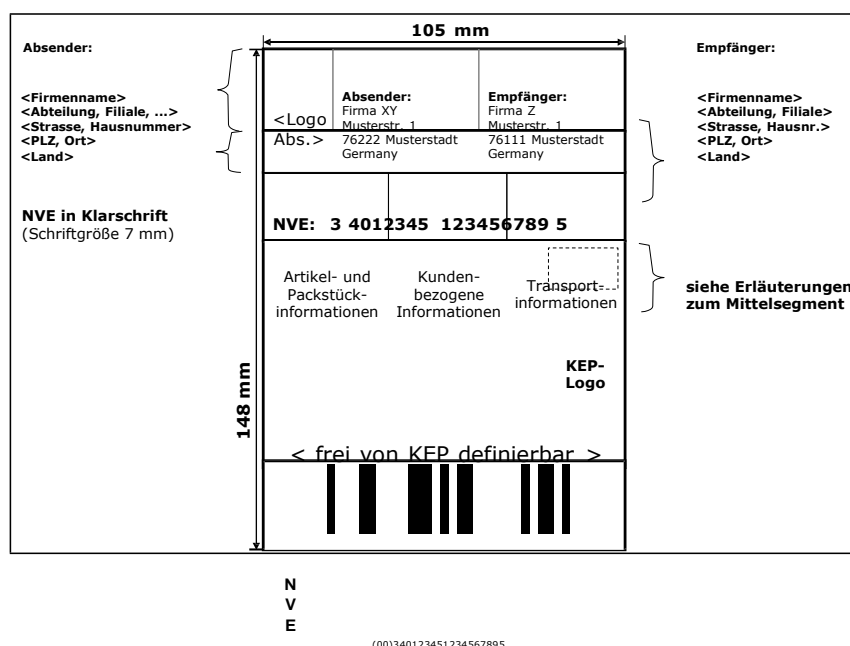 105 mm
Absender:
Empfänger:
<Firmenname>
<Abteilung, Filiale, ...>
<Strasse, Hausnummer>
<PLZ, Ort>
<Land>
<Logo
Abs.>
Absender:
Firma XY
Musterstr. 1
76222 Musterstadt
Germany
Empfänger:
Firma Z
Musterstr. 1
76111 Musterstadt
Germany
<Firmenname>
<Abteilung, Filiale>
<Strasse, Hausnr.>
<PLZ, Ort>
<Land>
NVE in Klarschrift
(Schriftgröße 7 mm)
NVE: 3 4012345 123456789 5
Artikel- und
Packstück-
informationen
Kunden-
bezogene
Informationen
Transport-
informationen
siehe Erläuterungen
zum Mittelsegment
KEP-
Logo
148 mm
< frei von KEP definierbar >
N
V
E
(00)340123451234567895